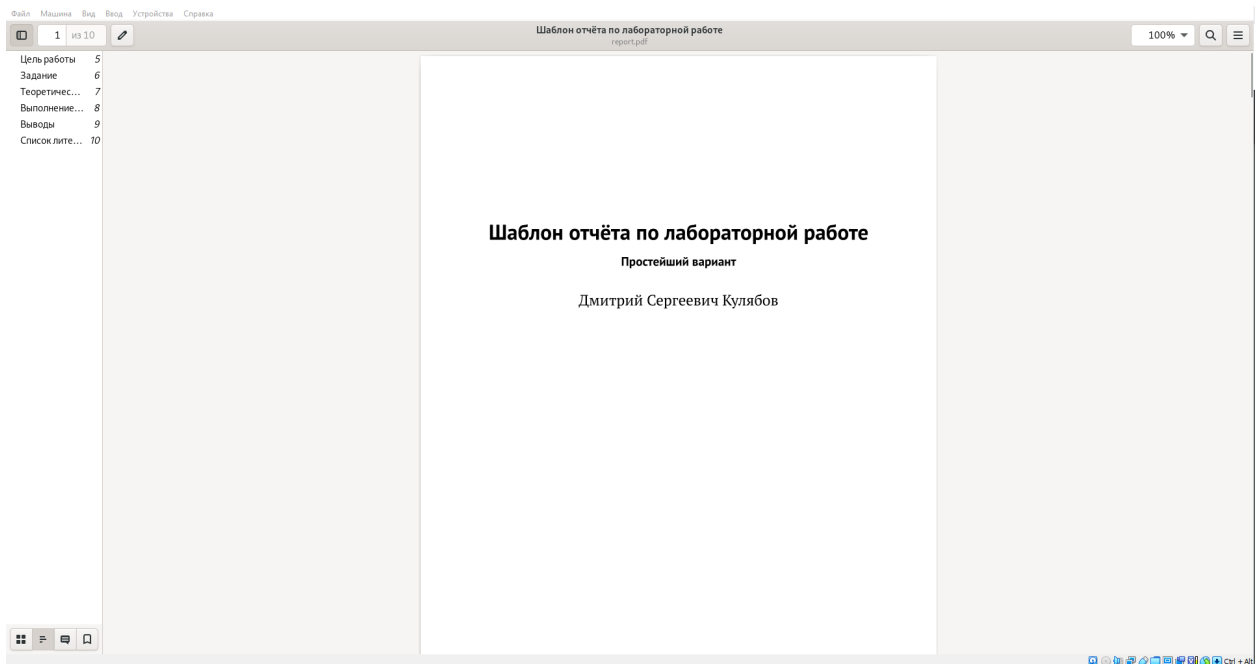 Файл Машина Вид Ввод Устройства Справка
1 из 10
Шаблон отчёта по лабораторной работе
report.pdf
100%
Цель работы 5
Задание 6
Теоретичес... 7
Выполнение... 8
Выводы 9
Список лите... 10
Шаблон отчёта по лабораторной работе
Простейший вариант
Дмитрий Сергеевич Кулябов
Ctrl + Alt